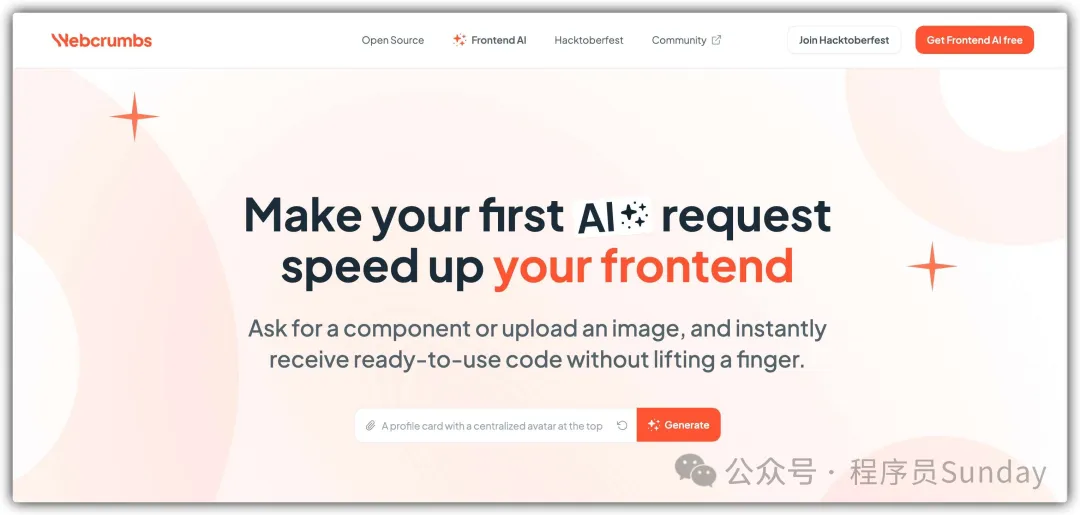 Webcrumbs
Open Source
Frontend AI
Hacktoberfest
Community
Join Hacktoberfest
Get Frontend AI free
Make your first AI request
speed up your frontend
Ask for a component or upload an image, and instantly
receive ready-to-use code without lifting a finger.
A profile card with a centralized avatar at the top
Generate
公众号 · 程序员Sunday